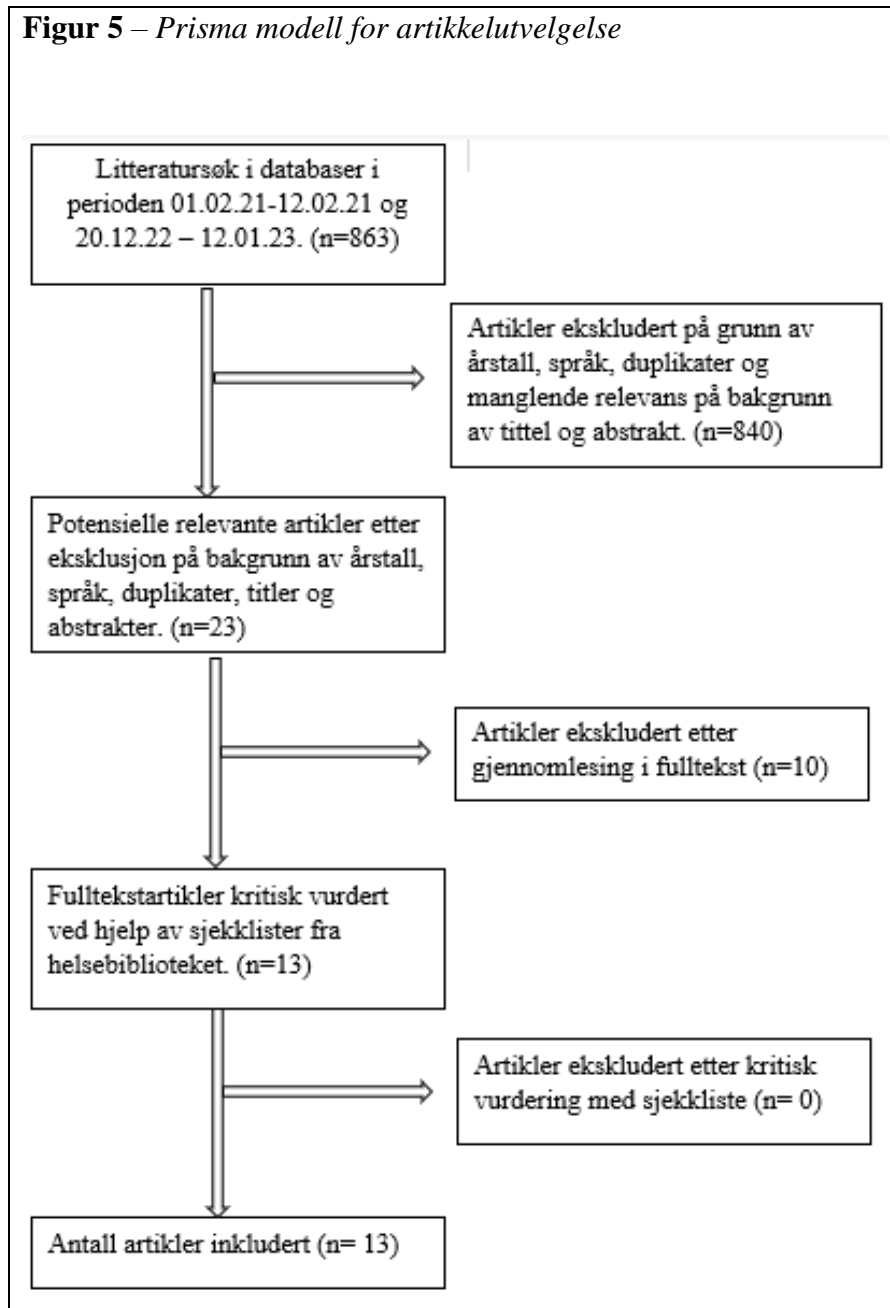 Figur 5 – Prisma modell for artikkelutvelgelse
Litteratursøk i databaser i
perioden 01.02.21-12.02.21 og
20.12.22 – 12.01.23. (n=863)
Artikler ekskludert på grunn av
årstall, språk, duplikater og
manglende relevans på bakgrunn
av tittel og abstrakt. (n=840)
Potensielle relevante artikler etter
eksklusjon på bakgrunn av årstall,
språk, duplikater, titler og
abstrakter. (n=23)
Artikler ekskludert etter
gjennomlesing i fulltekst (n=10)
Fulltekstartikler kritisk vurdert
ved hjelp av sjekklister fra
helsebiblioteket. (n=13)
Artikler ekskludert etter kritisk
vurdering med sjekkliste (n= 0)
Antall artikler inkludert (n= 13)